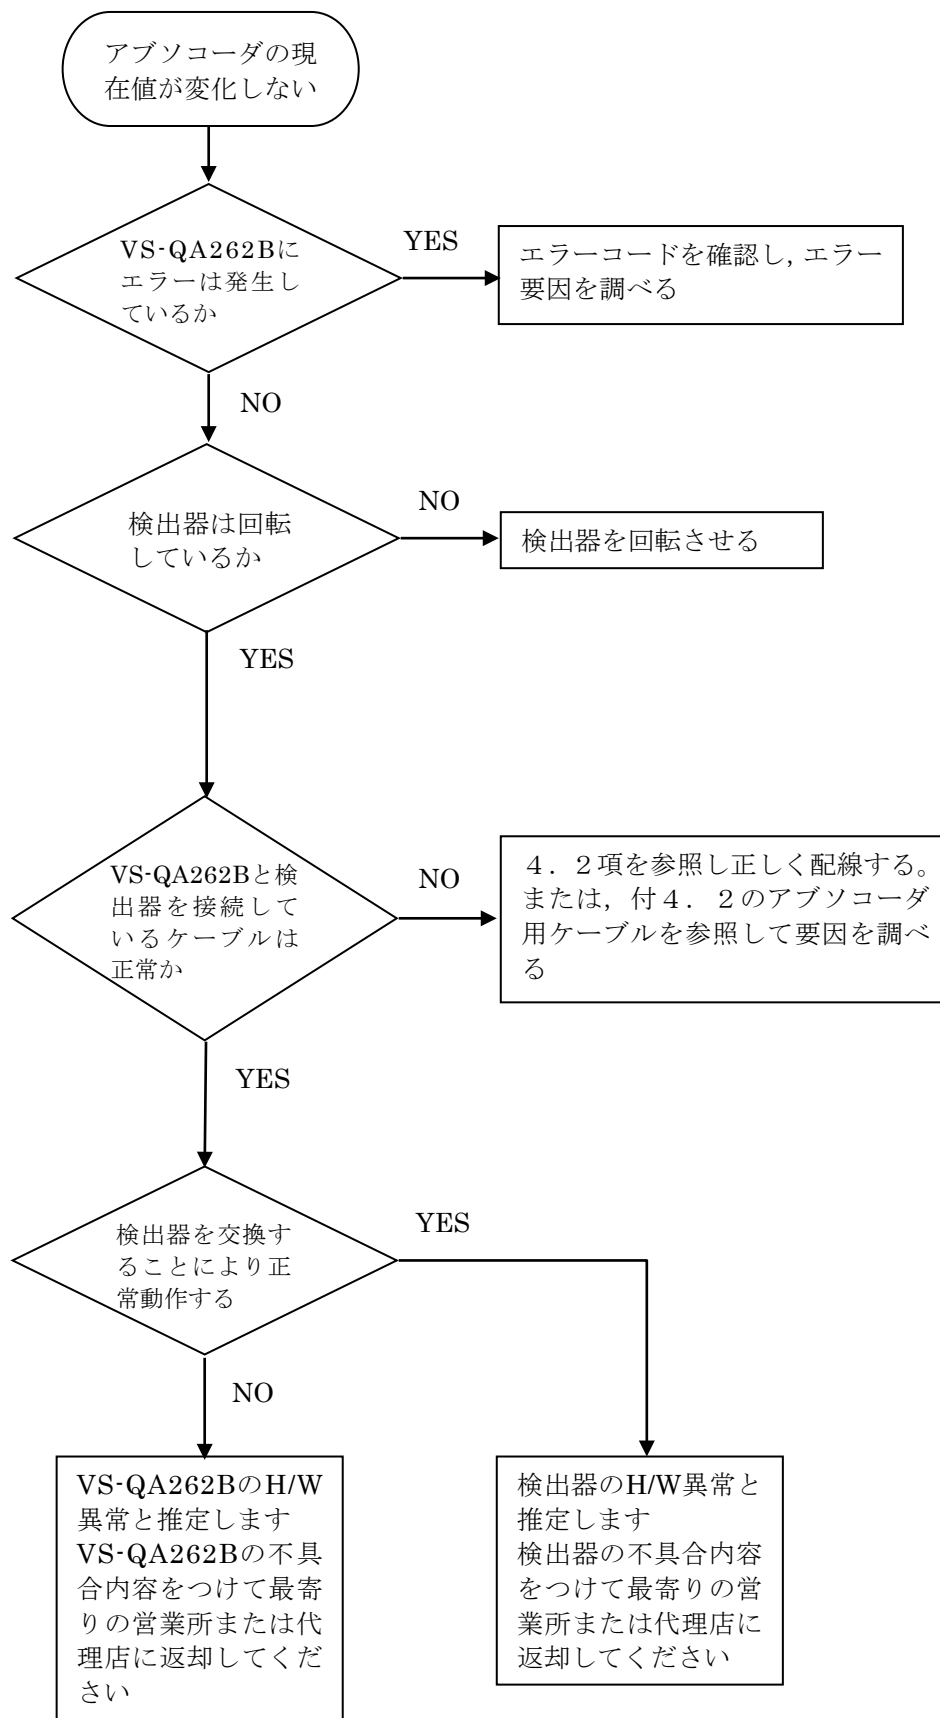 アブソコーダの現
在値が変化しない
VS-QA262Bに
エラーは発生し
ているか
YES
エラーコードを確認し，エラー
要因を調べる
NO
検出器は回転
しているか
NO
検出器を回転させる
YES
VS-QA262Bと検
出器を接続して
いるケーブルは
正常か
NO
４．２項を参照し正しく配線する。
または，付４．２のアブソコーダ
用ケーブルを参照して要因を調べ
る
YES
検出器を交換す
ることにより正
常動作する
YES
NO
VS-QA262BのH/W
異常と推定します
VS-QA262Bの不具
合内容をつけて最寄
りの営業所または代
理店に返却してくだ
さい
検出器のH/W異常と
推定します
検出器の不具合内容
をつけて最寄りの営
業所または代理店に
返却してください